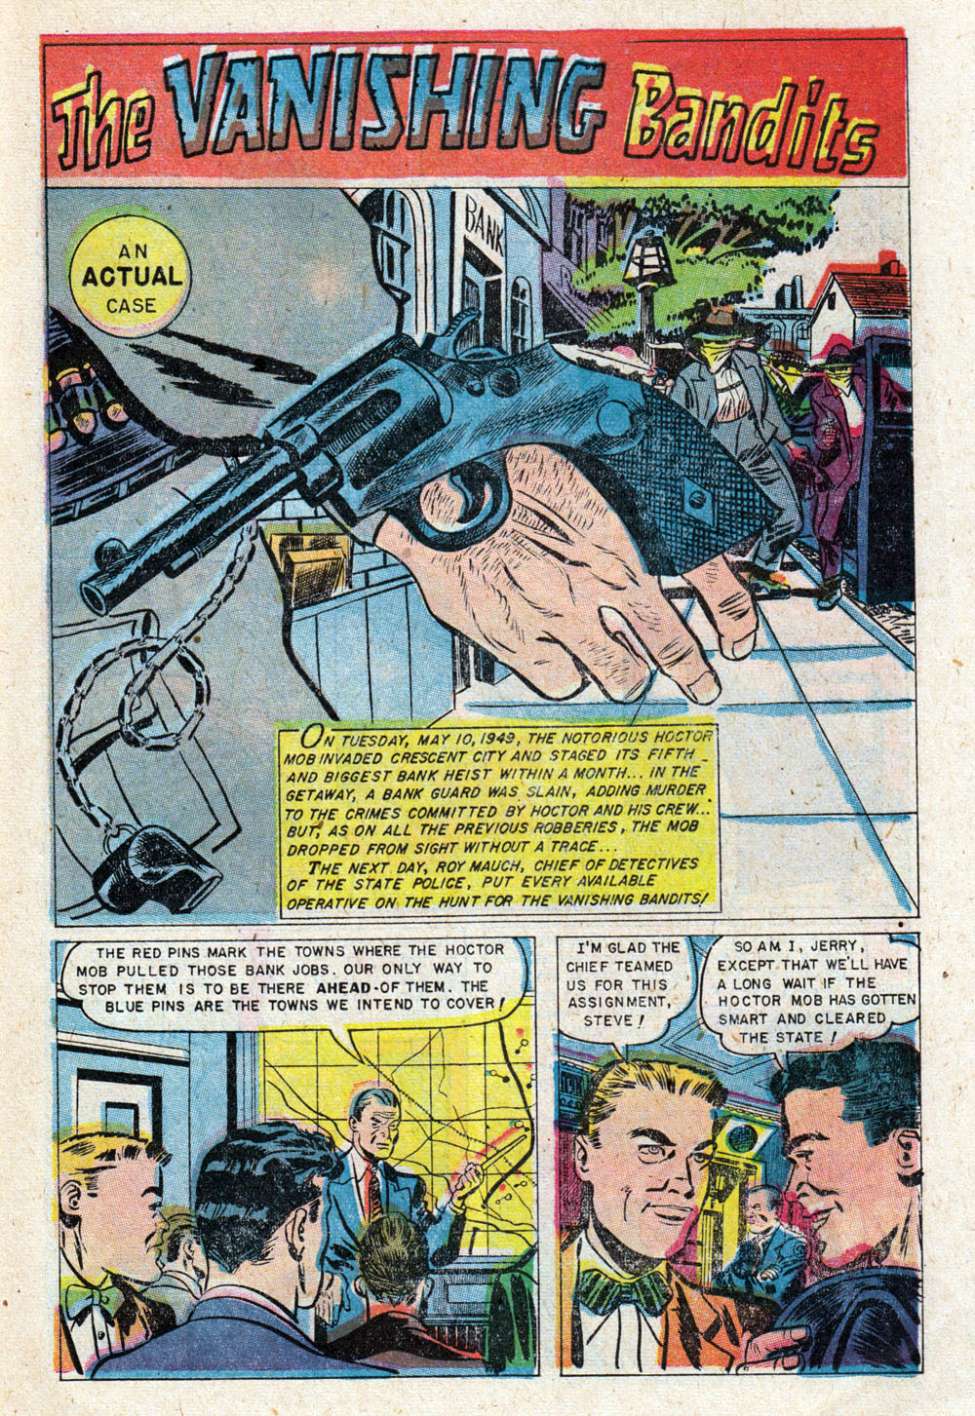 The VANISHING Bandits
AN
ACTUAL
CASE
BANK
ON TUESDAY, MAY 10, 1949, THE NOTORIOUS HOCTOR
MOB INVADED CRESCENT CITY AND STAGED ITS FIFTH
AND BIGGEST BANK HEIST WITHIN A MONTH... IN THE
GETAWAY, A BANK GUARD WAS SLAIN, ADDING MURDER
TO THE CRIMES COMMITTED BY HOCTOR AND HIS CREW...
BUT, AS ON ALL THE PREVIOUS ROBBERIES, THE MOB
DROPPED FROM SIGHT WITHOUT A TRACE...
THE NEXT DAY, ROY MAUCH, CHIEF OF DETECTIVES
OF THE STATE POLICE, PUT EVERY AVAILABLE
OPERATIVE ON THE HUNT FOR THE VANISHING BANDITS!
THE RED PINS MARK THE TOWNS WHERE THE HOCTOR
MOB PULLED THOSE BANK JOBS. OUR ONLY WAY TO
STOP THEM IS TO BE THERE AHEAD-OF THEM. THE
BLUE PINS ARE THE TOWNS WE INTEND TO COVER!
I'M GLAD THE
CHIEF TEAMED
US FOR THIS
ASSIGNMENT,
STEVE!
SO AM I, JERRY,
EXCEPT THAT WE'LL HAVE
A LONG WAIT IF THE
HOCTOR MOB HAS GOTTEN
SMART AND CLEARED
THE STATE!